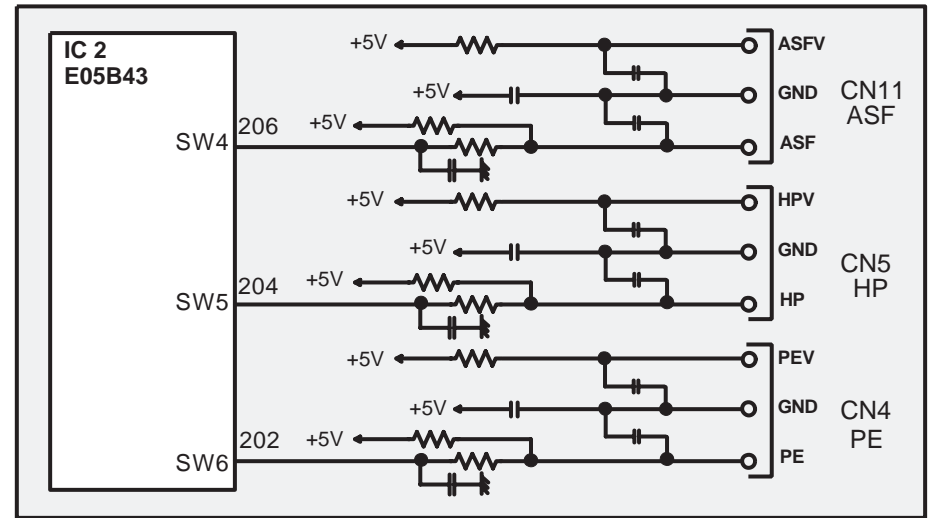 IC 2
E05B43
+5V
ASFV
+5V
GND
CN11
ASF
206
+5V
SW4
ASF
+5V
HPV
+5V
GND
CN5
HP
204
+5V
SW5
HP
+5V
PEV
+5V
GND
CN4
PE
202
+5V
SW6
PE